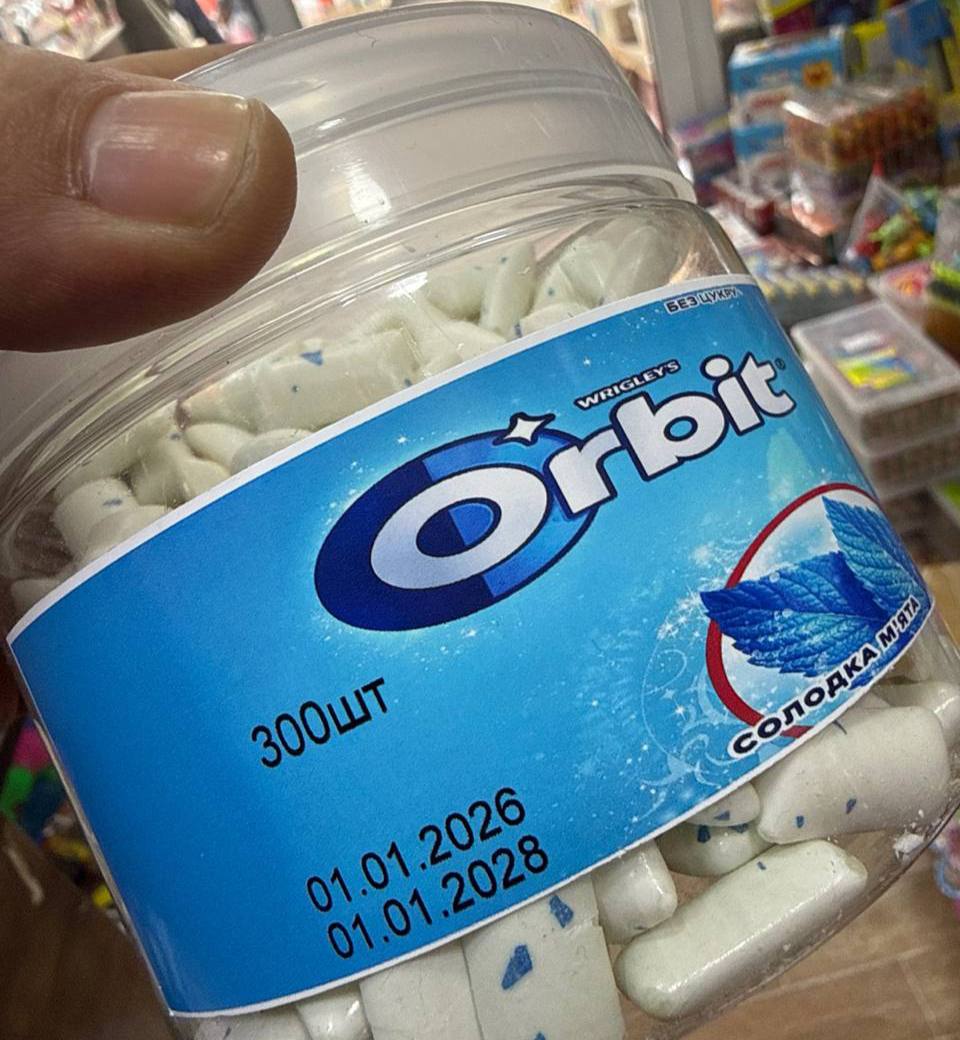 БЕЗ ЦУКРУ
WRIGLEY'S
Orbit®
СОЛОДКА М'ЯТА
300шт
01.01.2026
01.01.2028